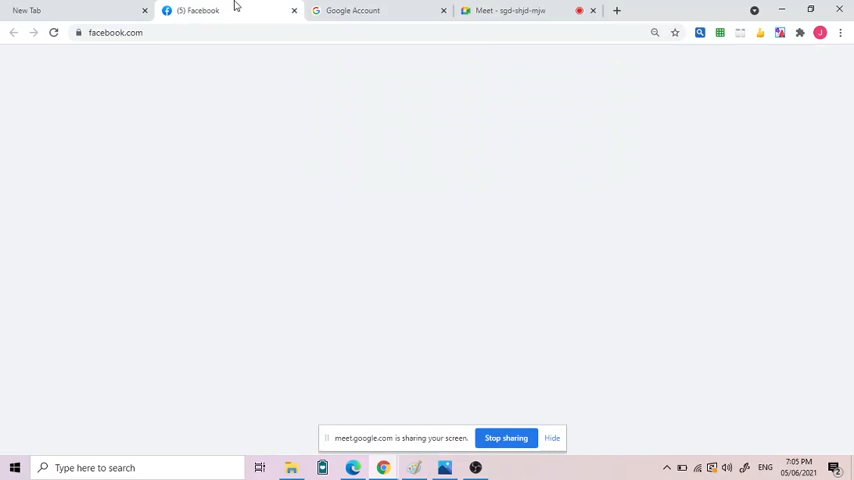 New Tab
(5) Facebook
Google Account
Meet - sgd-shjd-mjw
facebook.com
J
meet.google.com is sharing your screen.
Stop sharing
Hide
Type here to search
ENG
7:05 PM
05/06/2021
2